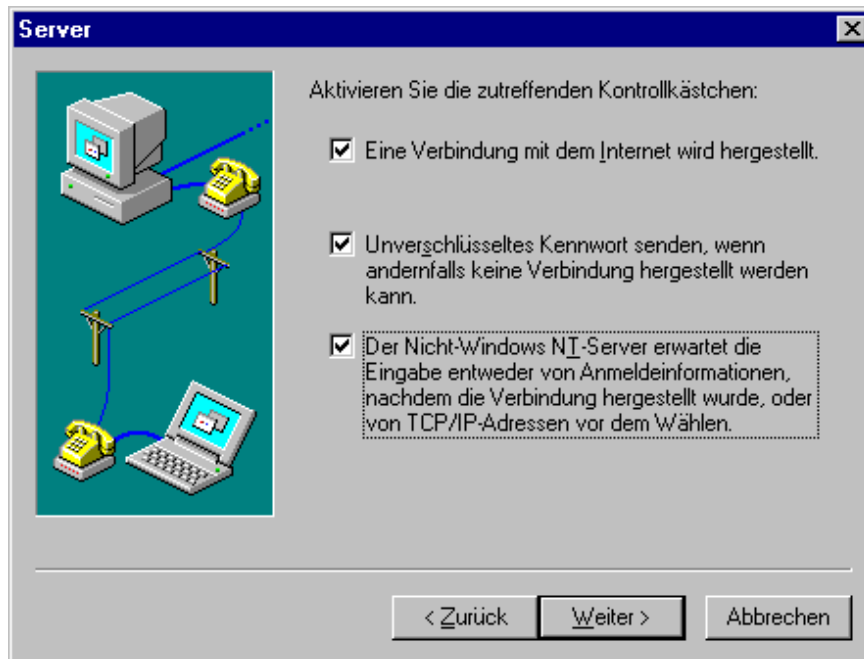 Server
Aktivieren Sie die zutreffenden Kontrollkästchen:
Eine Verbindung mit dem Internet wird hergestellt.
Unverschlüsseltes Kennwort senden, wenn
andernfalls keine Verbindung hergestellt werden
kann.
Der Nicht-Windows NT-Server erwartet die
Eingabe entweder von Anmeldeinformationen,
nachdem die Verbindung hergestellt wurde, oder
von TCP/IP-Adressen vor dem Wählen.
< Zurück
Weiter >
Abbrechen